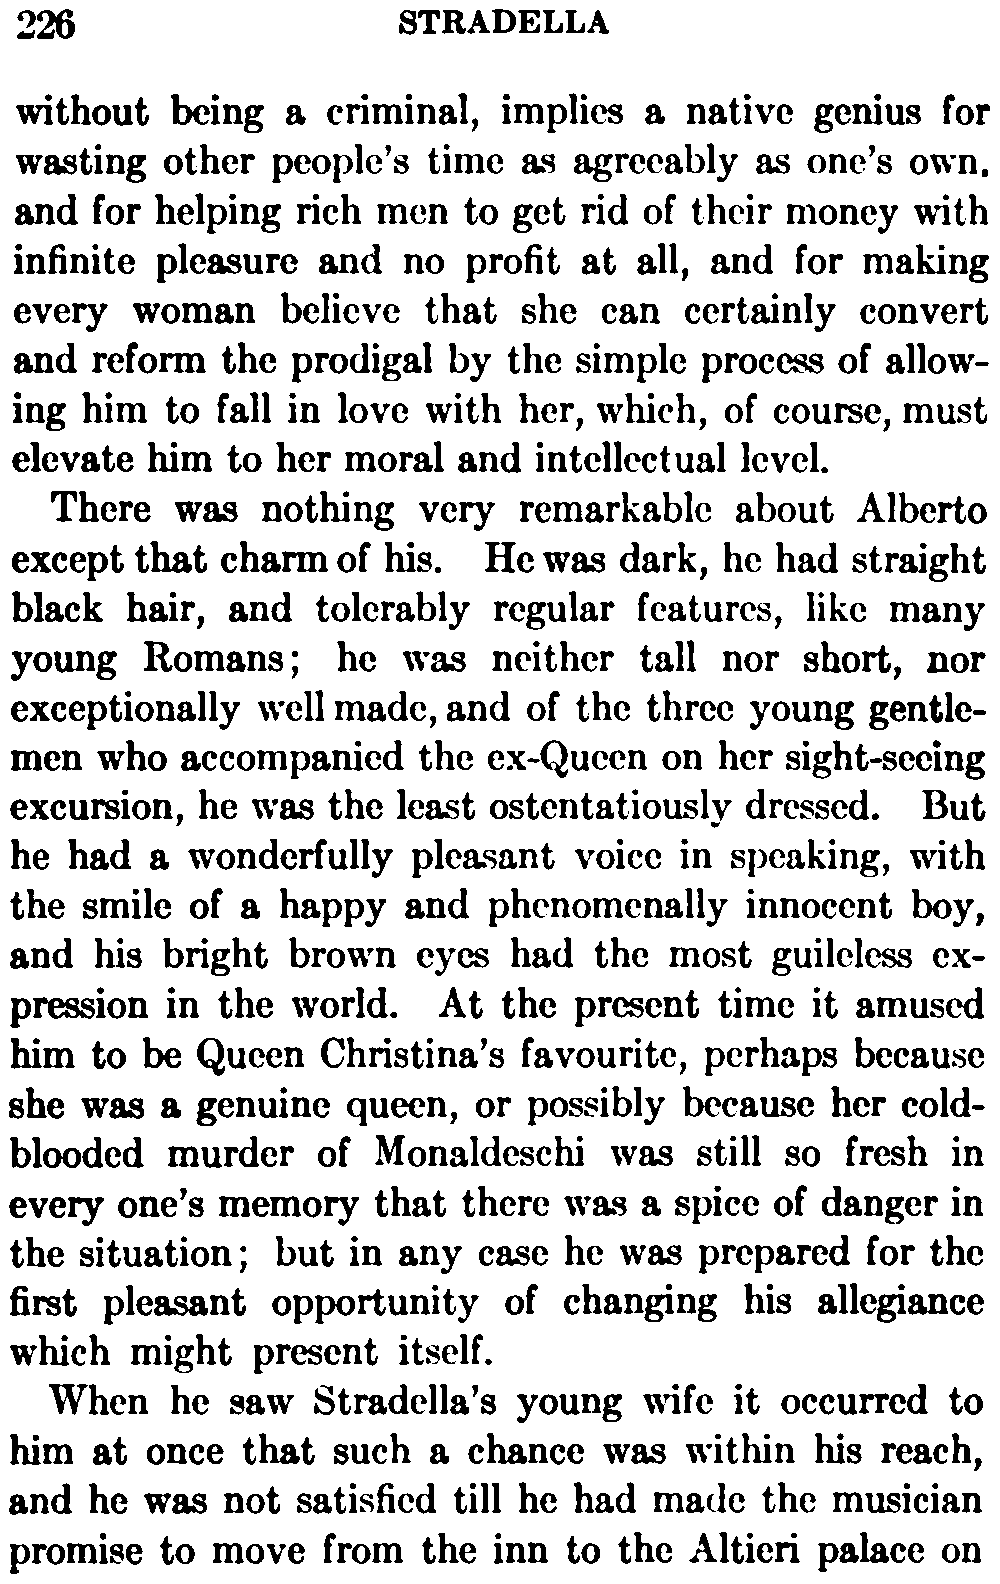 226 STRADELLA
without being a criminal, implies a native genius for
wasting other people's time as agreeably as one's own.
and for helping rich men to get rid of their money with
infinite pleasure and no profit at all, and for making
every woman believe that she can certainly convert
and reform the prodigal by the simple process of allow-
ing him to fall in love with her, which, of course, must
elevate him to her moral and intellectual level.
There was nothing very remarkable about Alberto
except that charm of his. He was dark, he had straight
black hair, and tolerably regular features, like many
young Romans; he was neither tall nor short, nor
exceptionally well made, and of the three young gentle-
men who accompanied the ex-Queen on her sight-seeing
excursion, he was the least ostentatiously dressed. But
he had a wonderfully pleasant voice in speaking, with
the smile of a happy and phenomenally innocent boy,
and his bright brown eyes had the most guileless ex-
pression in the world. At the present time it amused
him to be Queen Christina's favourite, perhaps because
she was a genuine queen, or possibly because her cold-
blooded murder of Monaldeschi was still so fresh in
every one's memory that there was a spice of danger in
the situation; but in any case he was prepared for the
first pleasant opportunity of changing his allegiance
which might present itself.
When he saw Stradella's young wife it occurred to
him at once that such a chance was within his reach,
and he was not satisfied till he had made the musician
promise to move from the inn to the Altieri palace on